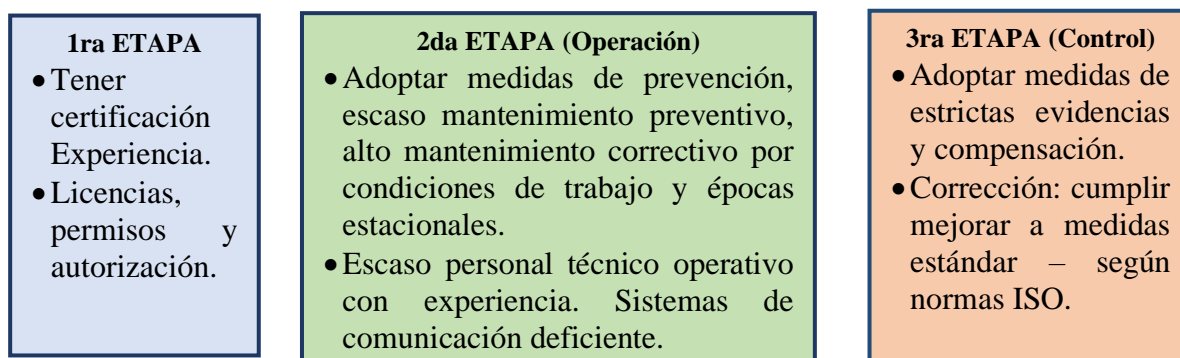 1ra ETAPA
• Tener
certificación
Experiencia.
• Licencias,
permisos y
autorización.
2da ETAPA (Operación)
• Adoptar medidas de prevención,
escaso mantenimiento preventivo,
alto mantenimiento correctivo por
condiciones de trabajo y épocas
estacionales.
• Escaso personal técnico operativo
con experiencia. Sistemas de
comunicación deficiente.
3ra ETAPA (Control)
• Adoptar medidas de
estrictas evidencias
y compensación.
• Corrección: cumplir
mejorar a medidas
estándar – según
normas ISO.